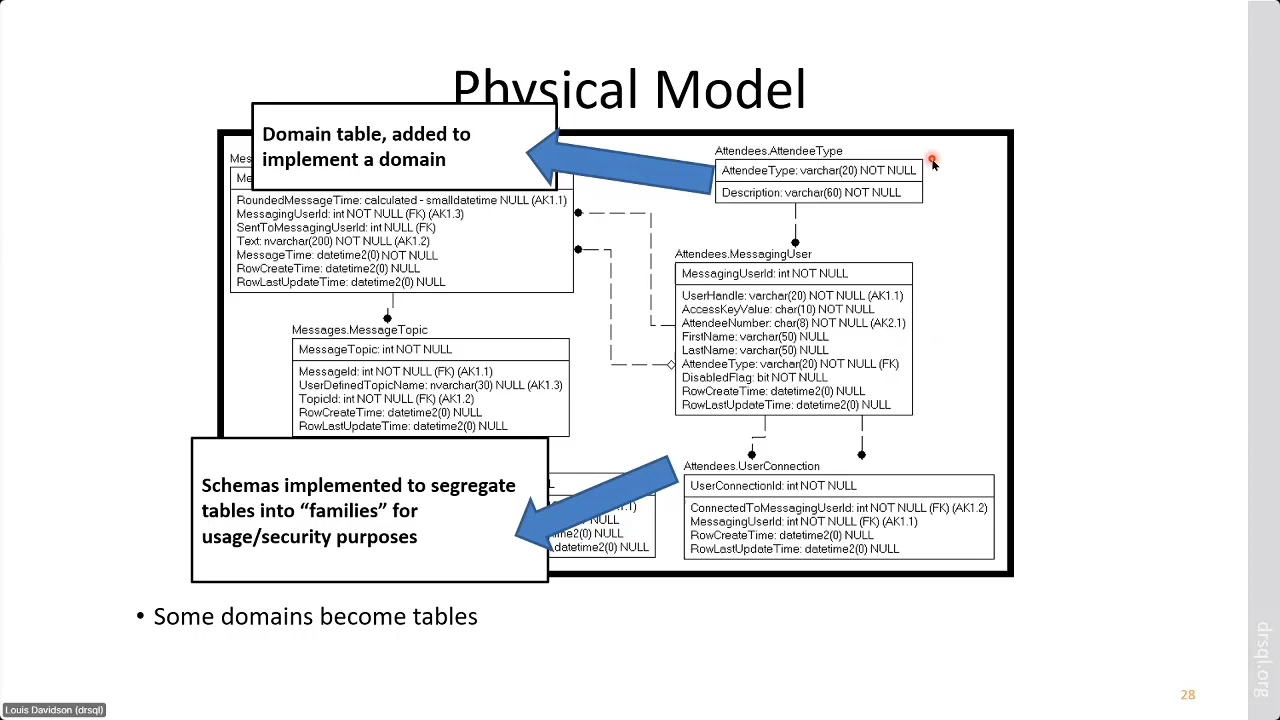 Physical Model
Domain table, added to
implement a domain
Attendees.AttendeeType
AttendeeType: varchar(20) NOT NULL
Description: varchar(60) NOT NULL
RoundedMessageTime: calculated - smalldatetime NULL (AK1.1)
MessagingUserId: int NOT NULL (FK) (AK1.3)
SentToMessagingUserId: int NULL (FK)
Text: nvarchar(200) NOT NULL (AK1.2)
MessageTime: datetime2(0) NOT NULL
RowCreateTime: datetime2(0) NULL
RowLastUpdateTime: datetime2(0) NULL
Attendees.MessagingUser
MessagingUserId: int NOT NULL
UserHandle: varchar(20) NOT NULL (AK1.1)
AccessKeyValue: char(10) NOT NULL
AttendeeNumber: char(8) NOT NULL (AK2.1)
FirstName: varchar(50) NULL
LastName: varchar(50) NULL
AttendeeType: varchar(20) NOT NULL (FK)
DisabledFlag: bit NOT NULL
RowCreateTime: datetime2(0) NULL
RowLastUpdateTime: datetime2(0) NULL
Messages.MessageTopic
MessageTopic: int NOT NULL
MessageId: int NOT NULL (FK) (AK1.1)
UserDefinedTopicName: nvarchar(30) NULL (AK1.3)
TopicId: int NOT NULL (FK) (AK1.2)
RowCreateTime: datetime2(0) NULL
RowLastUpdateTime: datetime2(0) NULL
Schemas implemented to segregate
tables into “families” for
usage/security purposes
NULL
NULL
datetime2(0) NULL
Attendees.UserConnection
UserConnectionId: int NOT NULL
ConnectedToMessagingUserId: int NOT NULL (FK) (AK1.2)
MessagingUserId: int NOT NULL (FK) (AK1.1)
RowCreateTime: datetime2(0) NULL
RowLastUpdateTime: datetime2(0) NULL
• Some domains become tables
drsql.org
28
Louis Davidson (drsql)